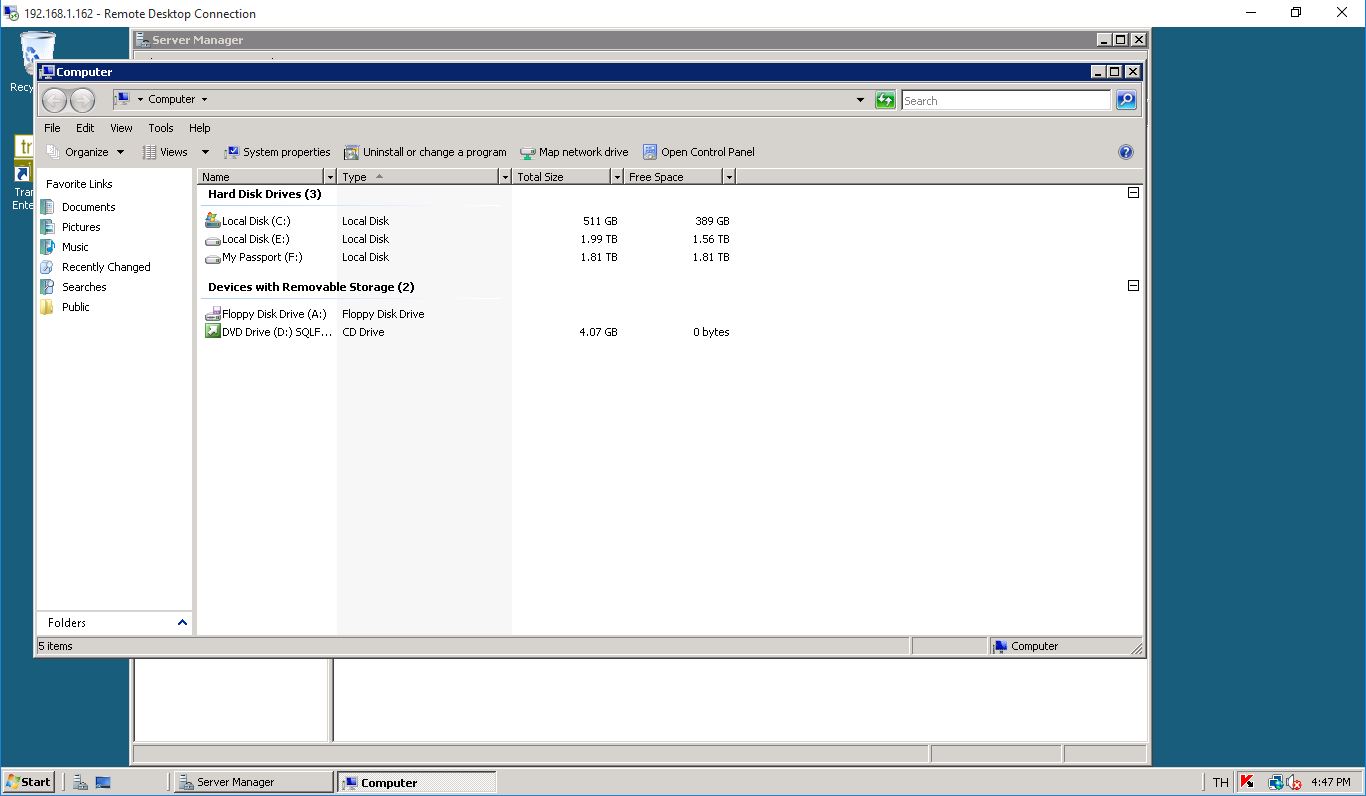 192.168.1.162 - Remote Desktop Connection
Server Manager
Recy
Computer
Computer
Search
File Edit View Tools Help
Organize Views System properties Uninstall or change a program Map network drive Open Control Panel
Favorite Links
Documents
Pictures
Music
Recently Changed
Searches
Public
Folders
tr
Tra
Ente
Name Type Total Size Free Space
Hard Disk Drives (3)
Local Disk (C:) Local Disk 511 GB 389 GB
Local Disk (E:) Local Disk 1.99 TB 1.56 TB
My Passport (F:) Local Disk 1.81 TB 1.81 TB
Devices with Removable Storage (2)
Floppy Disk Drive (A:) Floppy Disk Drive
DVD Drive (D:) SQLF... CD Drive 4.07 GB 0 bytes
5 items
Computer
Start Server Manager Computer TH 4:47 PM